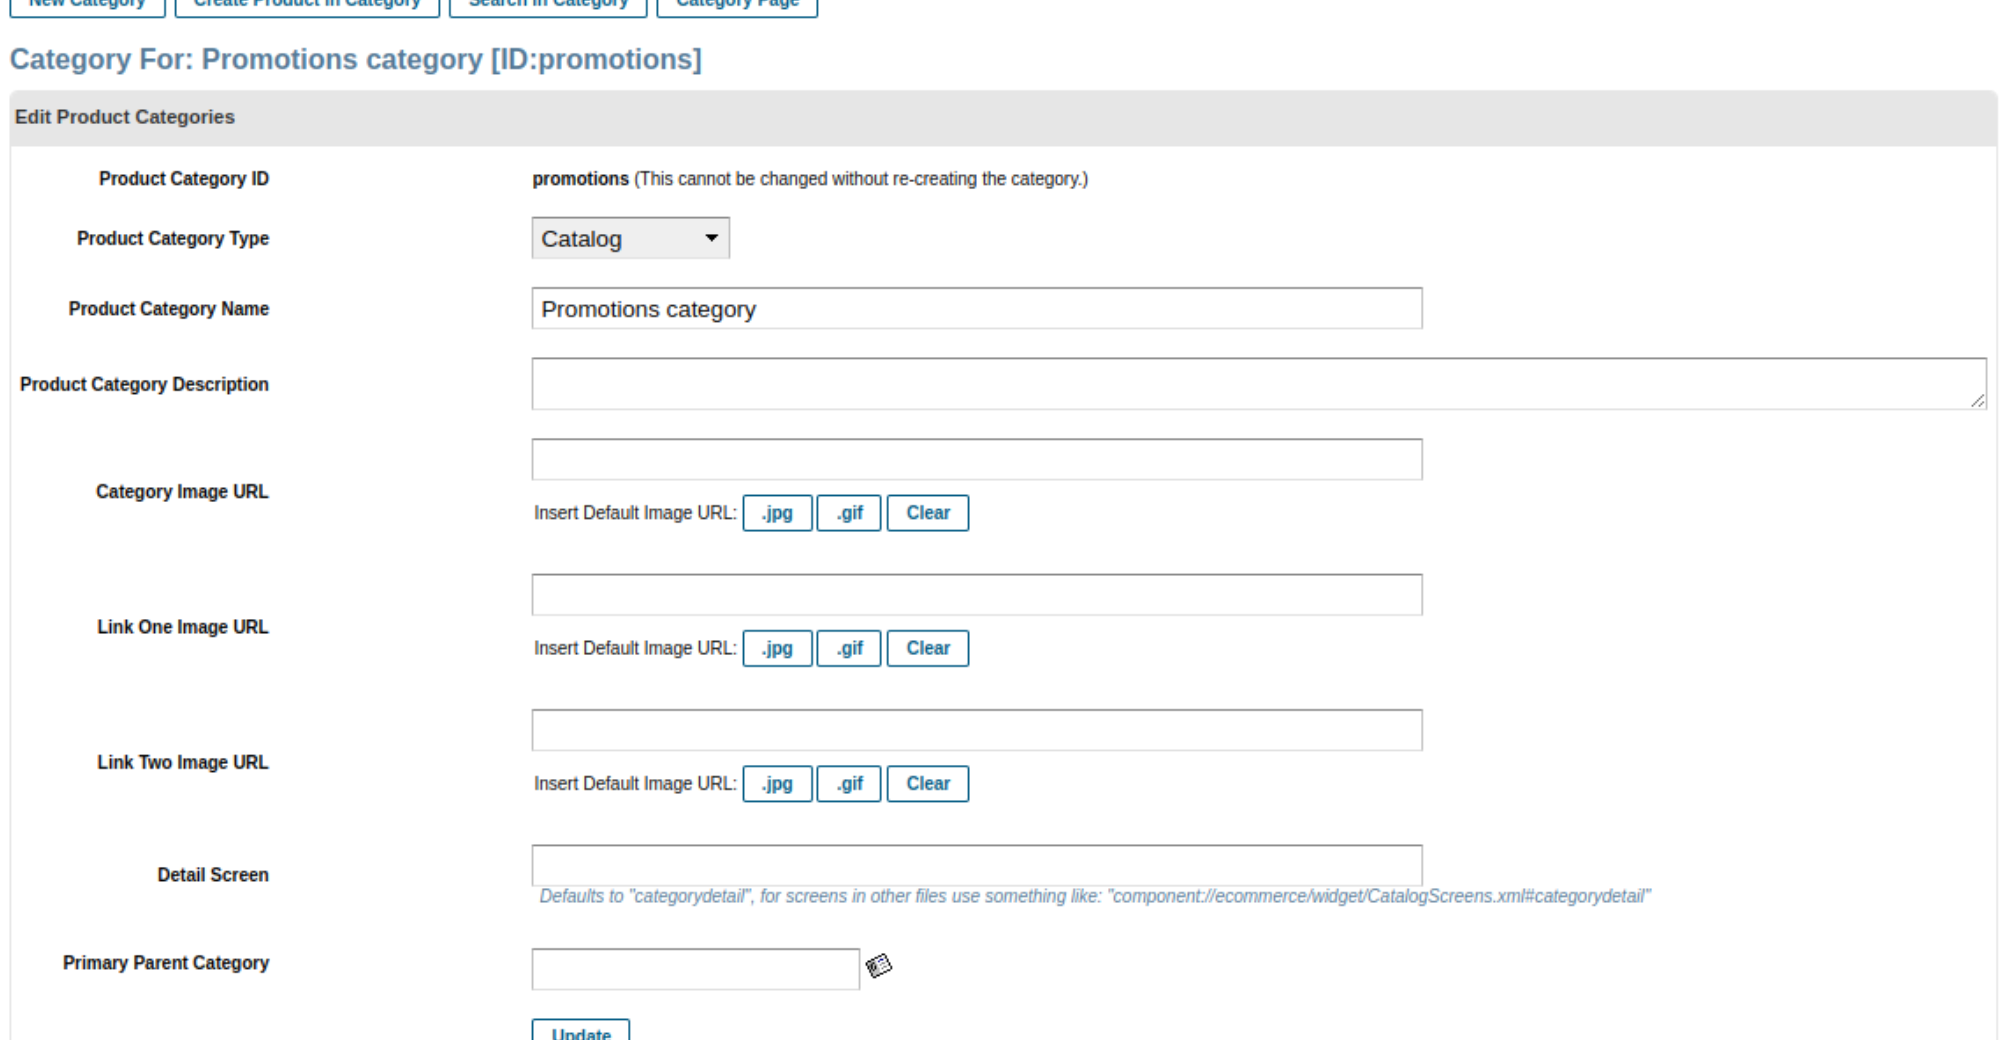 New Category Create Product In Category Search In Category Category Page
Category For: Promotions category [ID:promotions]
Edit Product Categories
Product Category ID promotions (This cannot be changed without re-creating the category.)
Product Category Type Catalog
Product Category Name Promotions category
Product Category Description
Category Image URL
Insert Default Image URL: .jpg .gif Clear
Link One Image URL
Insert Default Image URL: .jpg .gif Clear
Link Two Image URL
Insert Default Image URL: .jpg .gif Clear
Detail Screen
Defaults to "categorydetail", for screens in other files use something like: "component://ecommerce/widget/CatalogScreens.xml#categorydetail"
Primary Parent Category
Update